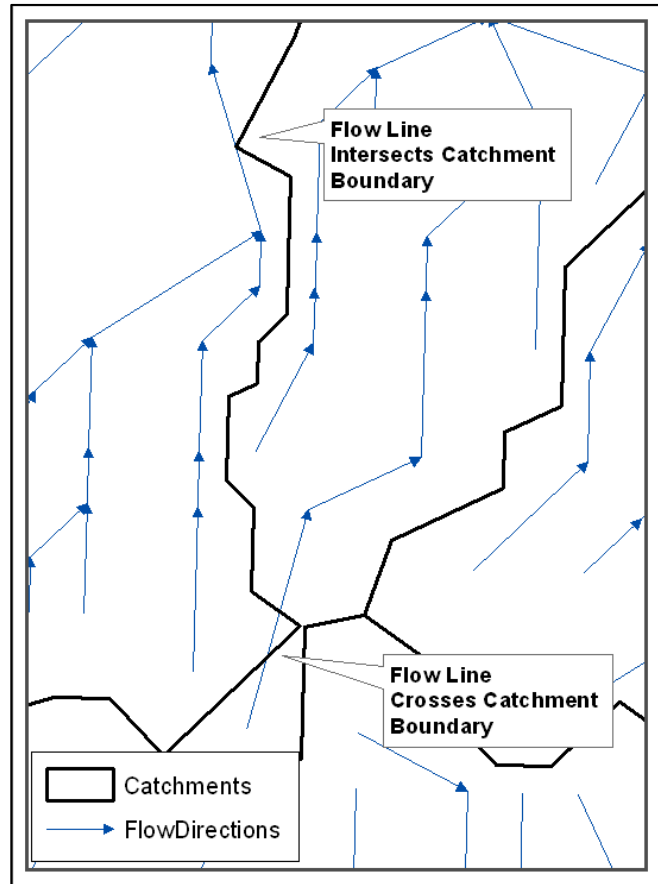 Flow Line
Intersects Catchment
Boundary
Flow Line
Crosses Catchment
Boundary
Catchments
FlowDirections